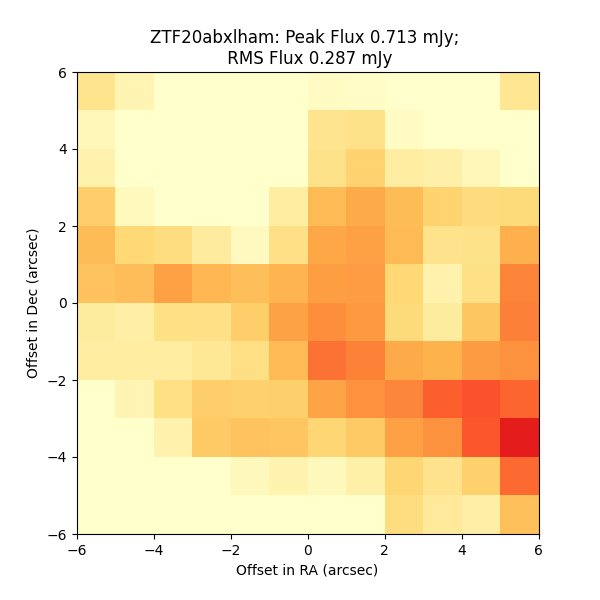 ZTF20abxlham: Peak Flux 0.713 mJy;
RMS Flux 0.287 mJy
6
4
2
0
−2
−4
−6
Offset in Dec (arcsec)
−6 −4 −2 0 2 4 6
Offset in RA (arcsec)